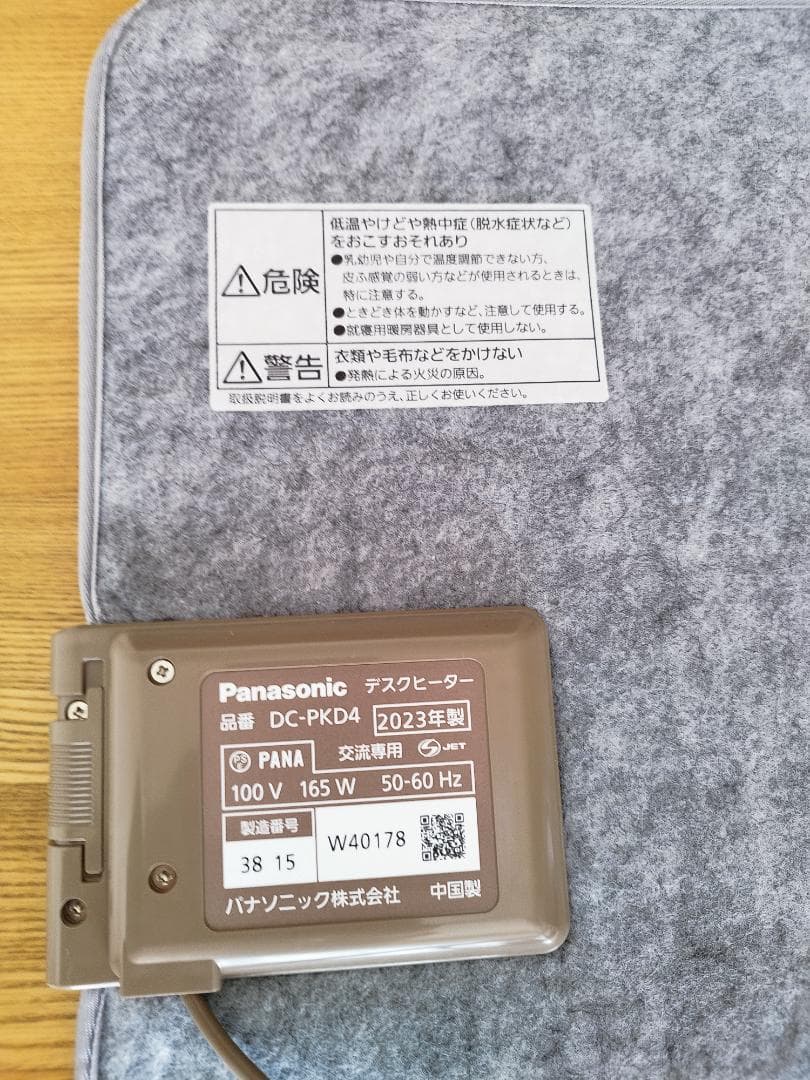 危険
低温やけどや熱中症(脱水症状など)
をおこすおそれあり
●乳幼児や自分で温度調節できない方、
皮ふ感覚の弱い方などが使用されるときは、
特に注意する。
●ときどき体を動かすなど、注意して使用する。
●就寝用暖房器具として使用しない。
警告
衣類や毛布などをかけない
●発熱による火災の原因。
取扱説明書をよくお読みのうえ、正しくお使いください。
Panasonic デスクヒーター
品番 DC-PKD4 2023年製
PS E PANA 交流専用 S JET
100 V 165 W 50-60 Hz
製造番号
38 15 W40178
パナソニック株式会社 中国製